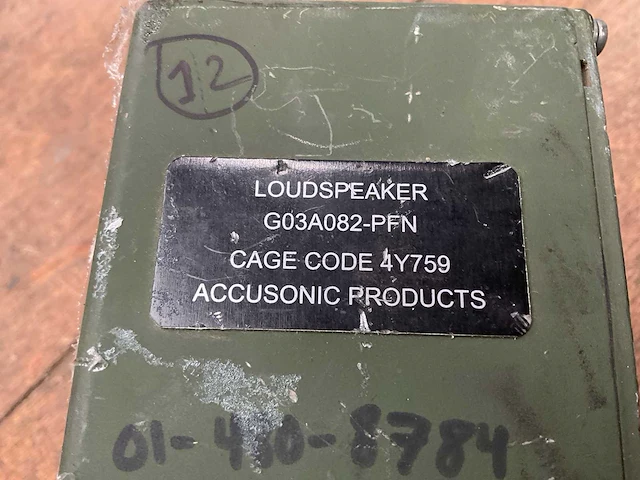 12
LOUDSPEAKER
G03A082-PFN
CAGE CODE 4Y759
ACCUSONIC PRODUCTS
01-480-8784